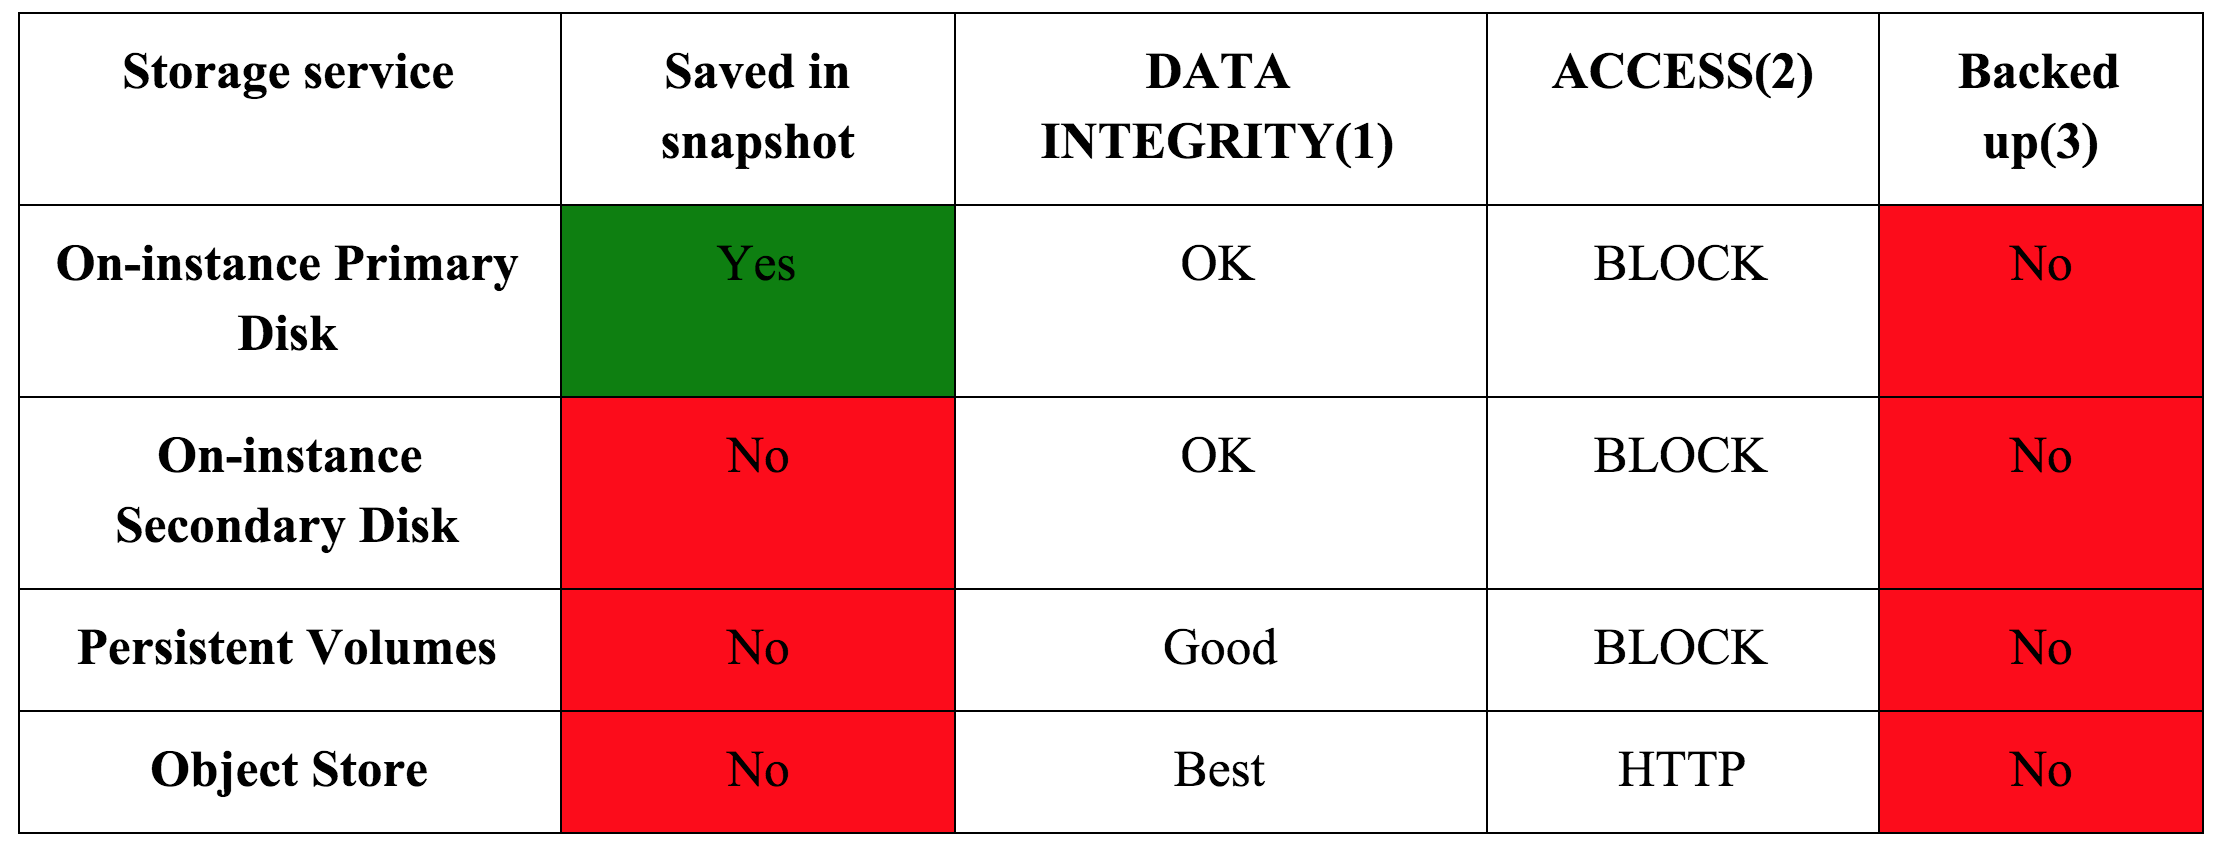 Storage service
Saved in
snapshot
DATA
INTEGRITY(1)
ACCESS(2)
Backed
up(3)
On-instance Primary
Disk
Yes
OK
BLOCK
No
On-instance
Secondary Disk
No
OK
BLOCK
No
Persistent Volumes
No
Good
BLOCK
No
Object Store
No
Best
HTTP
No